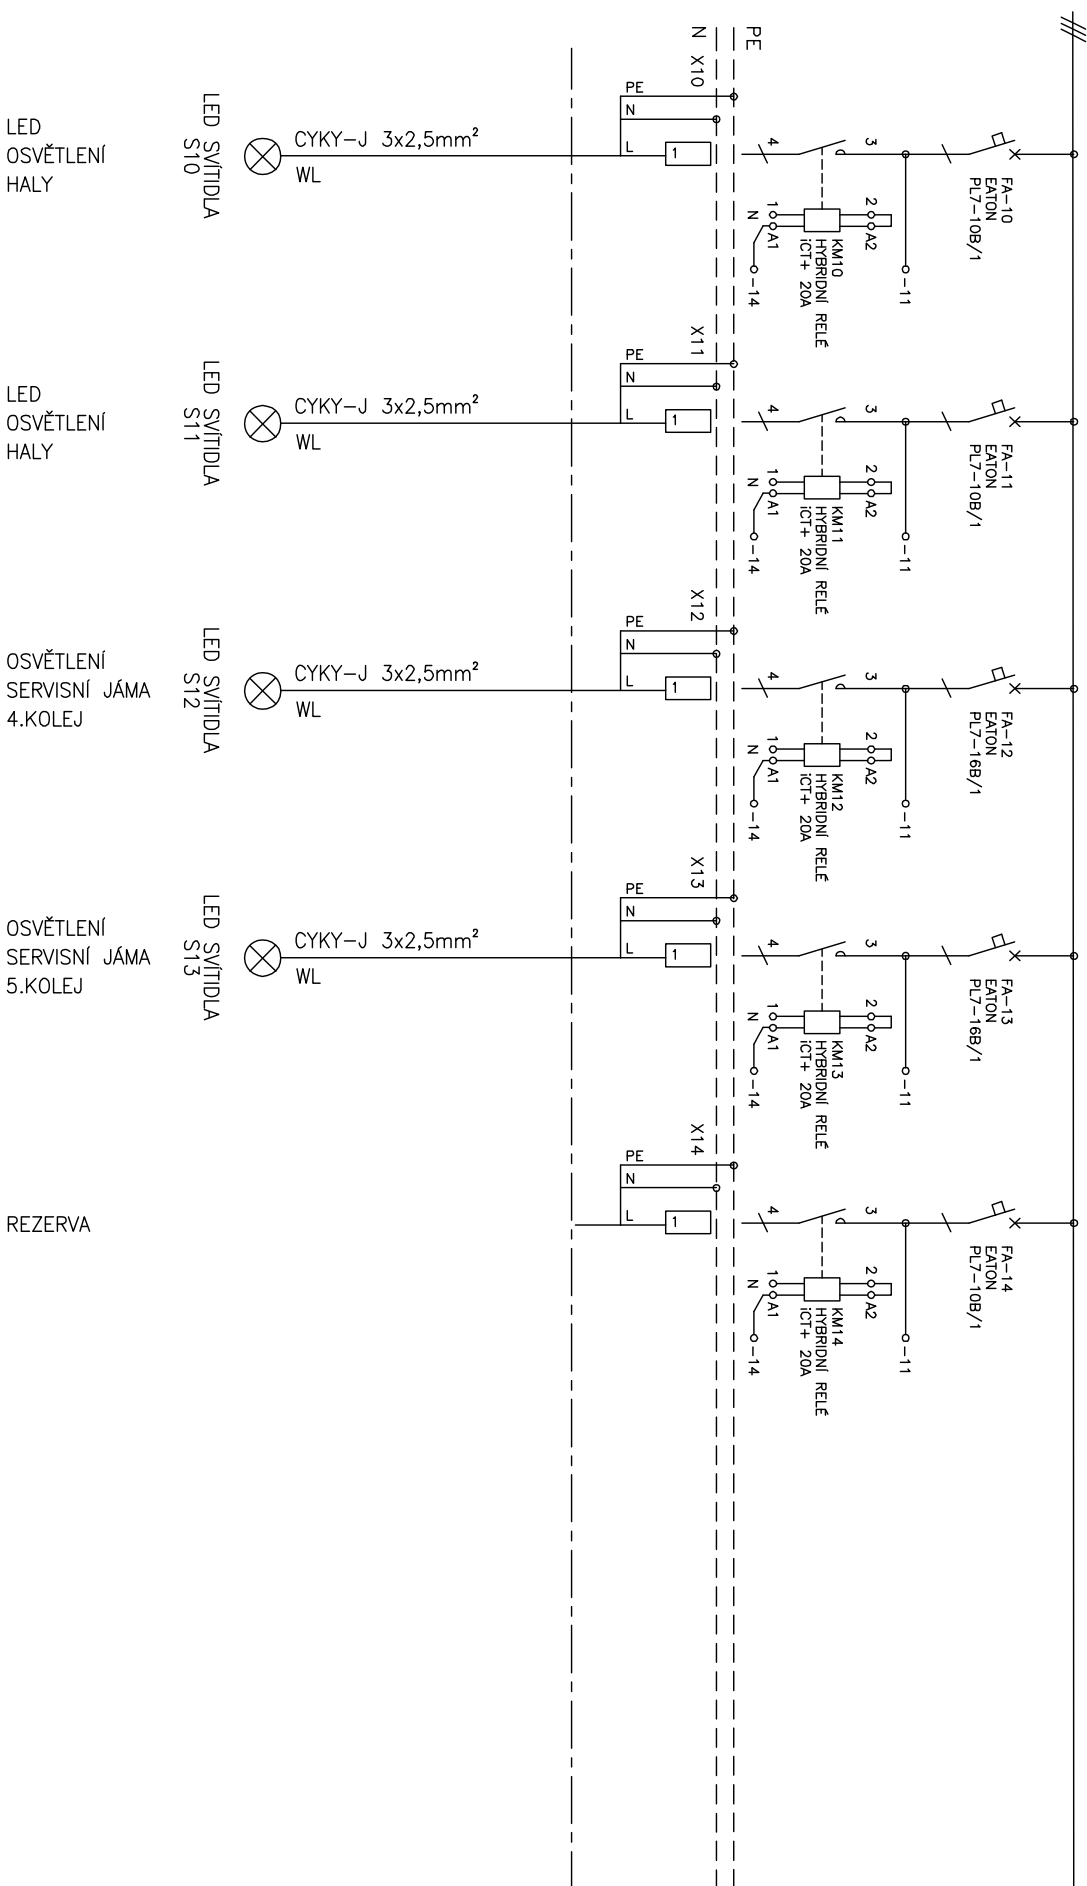 PE
N
X10
PE
N
L
1
4
3
FA-10
EATON
PL7-10B/1
2
A2
1
A1
N
KM10
HYBRIDNÍ RELÉ
iCT+ 20A
-14
-11
CYKY-J 3x2,5mm²
WL
LED SVÍTIDLA
S10
LED
OSVĚTLENÍ
HALY
X11
PE
N
L
1
4
3
FA-11
EATON
PL7-10B/1
2
A2
1
A1
N
KM11
HYBRIDNÍ RELÉ
iCT+ 20A
-14
-11
CYKY-J 3x2,5mm²
WL
LED SVÍTIDLA
S11
LED
OSVĚTLENÍ
HALY
X12
PE
N
L
1
4
3
FA-12
EATON
PL7-16B/1
2
A2
1
A1
N
KM12
HYBRIDNÍ RELÉ
iCT+ 20A
-14
-11
CYKY-J 3x2,5mm²
WL
LED SVÍTIDLA
S12
OSVĚTLENÍ
SERVISNÍ JÁMA
4.KOLEJ
X13
PE
N
L
1
4
3
FA-13
EATON
PL7-16B/1
2
A2
1
A1
N
KM13
HYBRIDNÍ RELÉ
iCT+ 20A
-14
-11
CYKY-J 3x2,5mm²
WL
LED SVÍTIDLA
S13
OSVĚTLENÍ
SERVISNÍ JÁMA
5.KOLEJ
X14
PE
N
L
1
4
3
FA-14
EATON
PL7-10B/1
2
A2
1
A1
N
KM14
HYBRIDNÍ RELÉ
iCT+ 20A
-14
-11
REZERVA